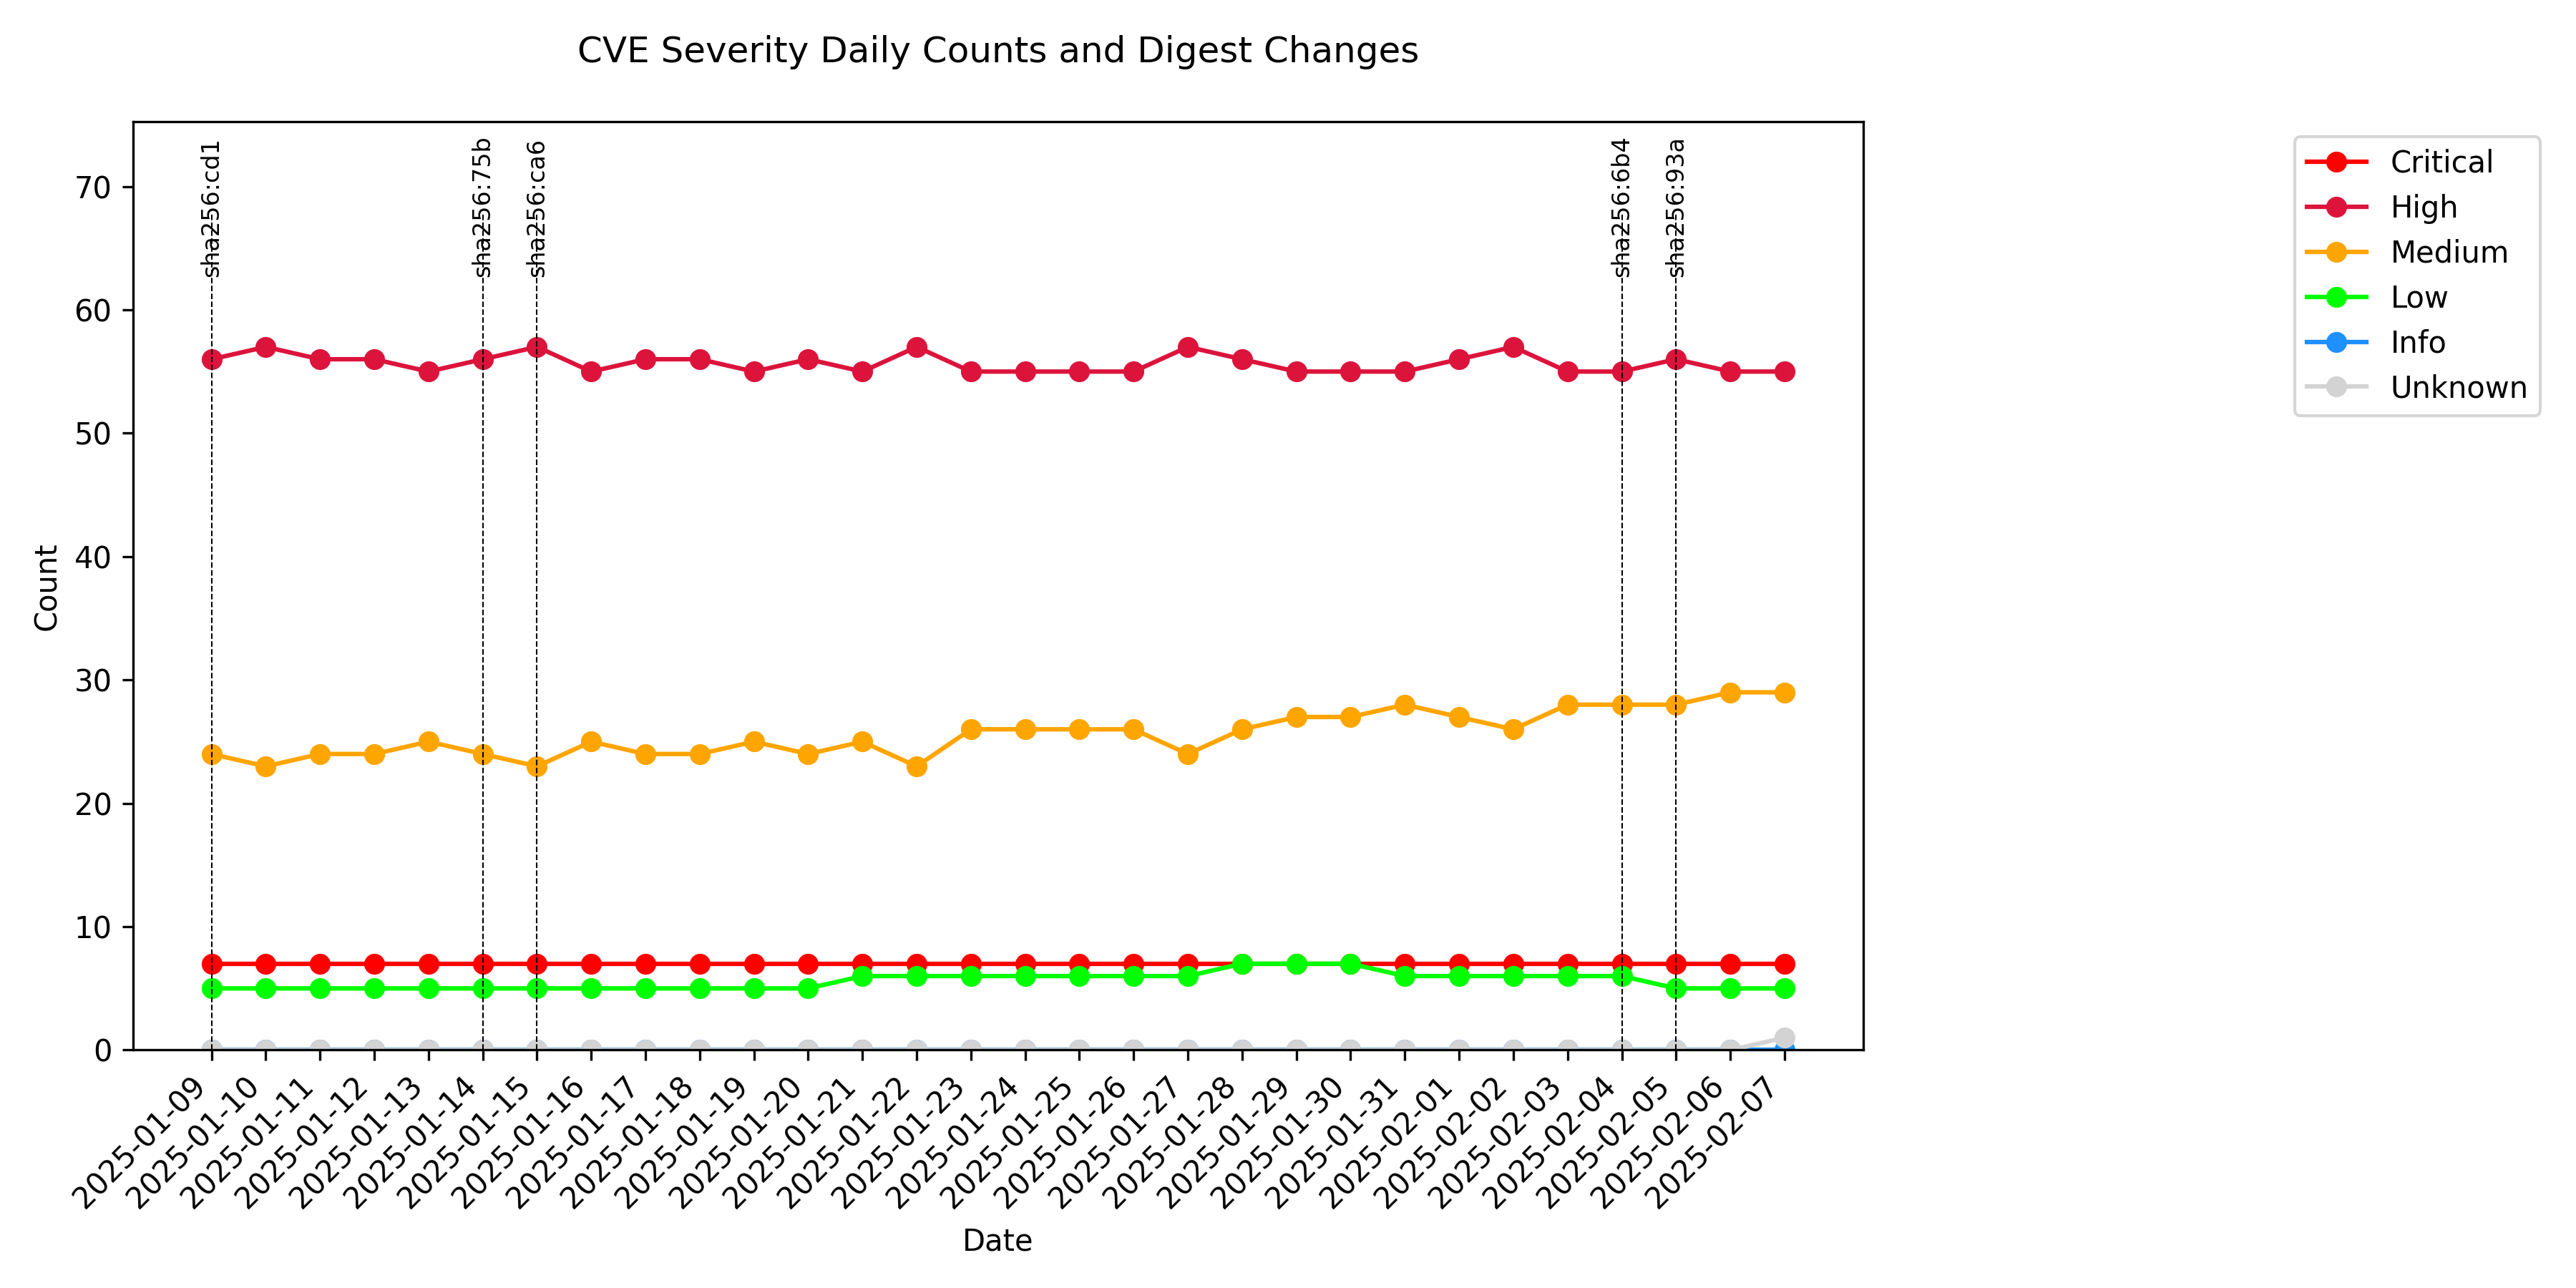 CVE Severity Daily Counts and Digest Changes
sha256:cd1
sha256:75b
sha256:ca6
sha256:6b4
sha256:93a
Critical
High
Medium
Low
Info
Unknown
Count
70
60
50
40
30
20
10
0
2025-01-09
2025-01-10
2025-01-11
2025-01-12
2025-01-13
2025-01-14
2025-01-15
2025-01-16
2025-01-17
2025-01-18
2025-01-19
2025-01-20
2025-01-21
2025-01-22
2025-01-23
2025-01-24
2025-01-25
2025-01-26
2025-01-27
2025-01-28
2025-01-29
2025-01-30
2025-01-31
2025-02-01
2025-02-02
2025-02-03
2025-02-04
2025-02-05
2025-02-06
2025-02-07
Date